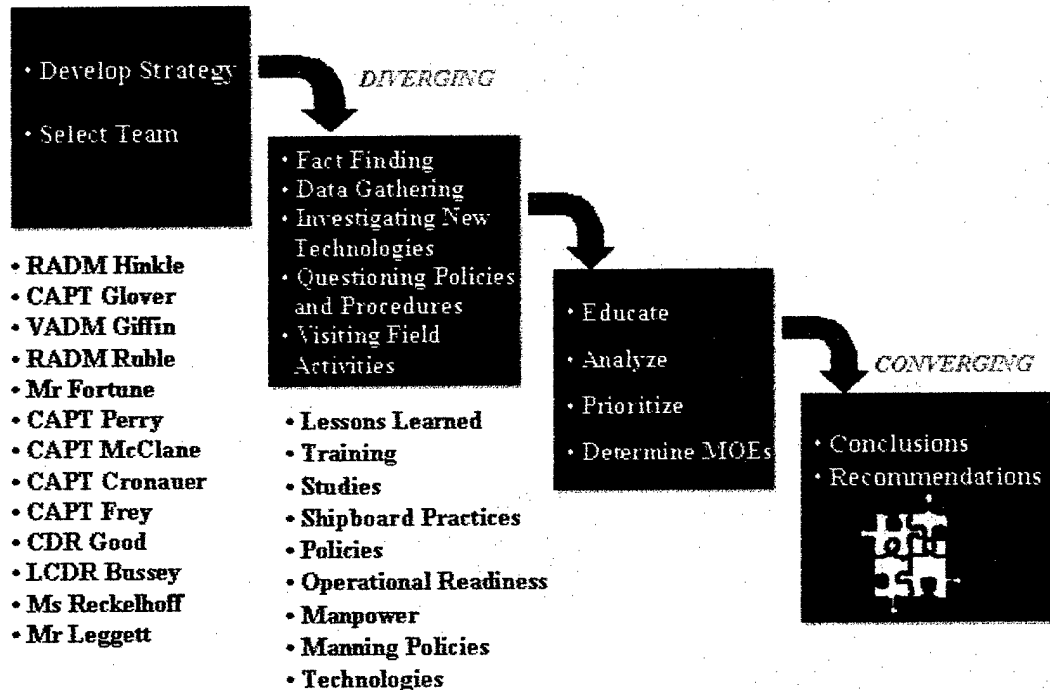 • Develop Strategy
• Select Team
DIVERGING
• Fact Finding
• Data Gathering
• Investigating New
Technologies
• Questioning Policies
and Procedures
• Visiting Field
Activities
• RADM Hinkle
• CAPT Glover
• VADM Giffin
• RADM Ruble
• Mr Fortune
• CAPT Perry
• CAPT McClane
• CAPT Cronauer
• CAPT Frey
• CDR Good
• LCDR Bussey
• Ms Reckelhoff
• Mr Leggett
• Lessons Learned
• Training
• Studies
• Shipboard Practices
• Policies
• Operational Readiness
• Manpower
• Manning Policies
• Technologies
• Educate
• Analyze
• Prioritize
• Determine MOEs
CONVERGING
• Conclusions
• Recommendations